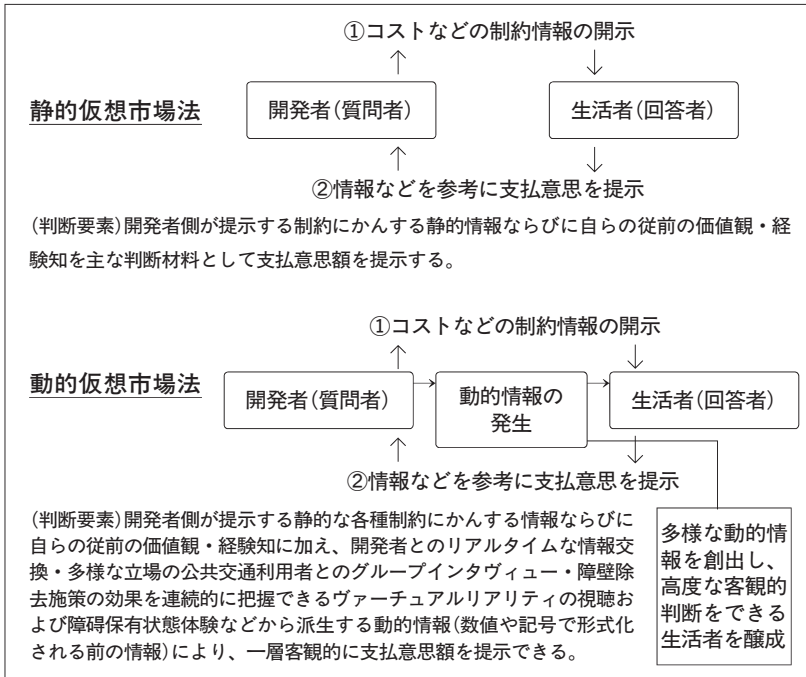 ①コストなどの制約情報の開示
静的仮想市場法
開発者(質問者)
生活者(回答者)
②情報などを参考に支払意思を提示
(判断要素)開発者側が提示する制約にかんする静的情報ならびに自らの従前の価値観・経
験知を主な判断材料として支払意思額を提示する。
①コストなどの制約情報の開示
動的仮想市場法
開発者(質問者)
動的情報の
発生
生活者(回答者)
②情報などを参考に支払意思を提示
(判断要素)開発者側が提示する静的な各種制約にかんする情報ならびに
自らの従前の価値観・経験知に加え、開発者とのリアルタイムな情報交
換・多様な立場の公共交通利用者とのグループインタヴュー・障壁除
去施策の効果を連続的に把握できるヴァーチュアルリアリティの視聴お
よび障碍保有状態体験などから派生する動的情報(数値や記号で形式化
される前の情報)により、一層客観的に支払意思額を提示できる。
多様な動的情
報を創出し、
高度な客観的
判断をできる
生活者を醸成